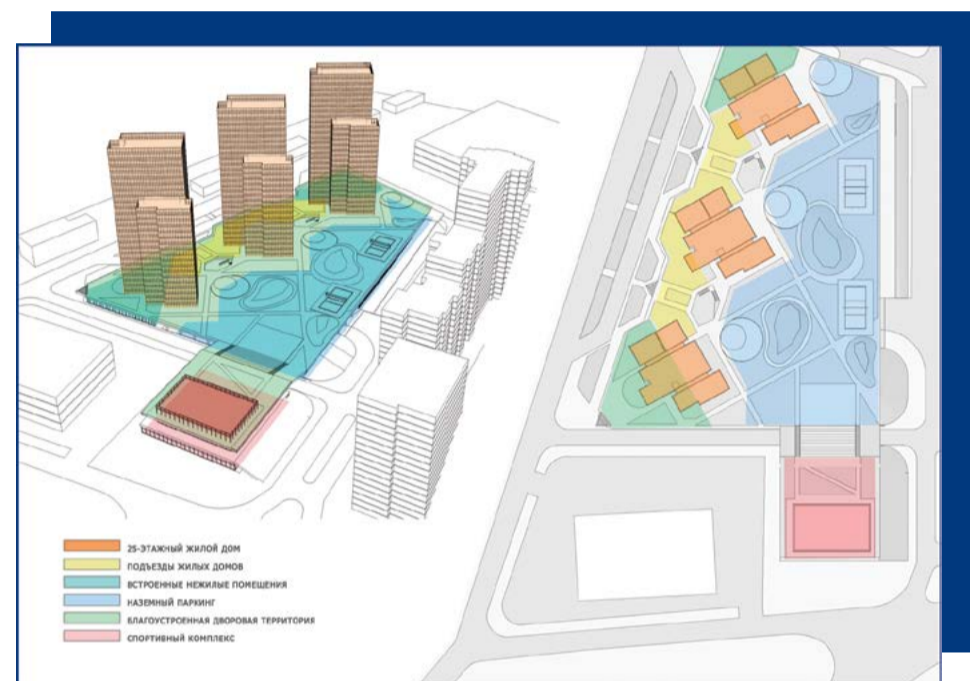 25-ЭТАЖНЫЙ ЖИЛОЙ ДОМ
ПОДЪЕЗДЫ ЖИЛЫХ ДОМОВ
ВСТРОЕННЫЕ НЕЖИЛЫЕ ПОМЕЩЕНИЯ
НАЗЕМНЫЙ ПАРКИНГ
БЛАГОУСТРОЕННАЯ ДВОРОВАЯ ТЕРРИТОРИЯ
СПОРТИВНЫЙ КОМПЛЕКС